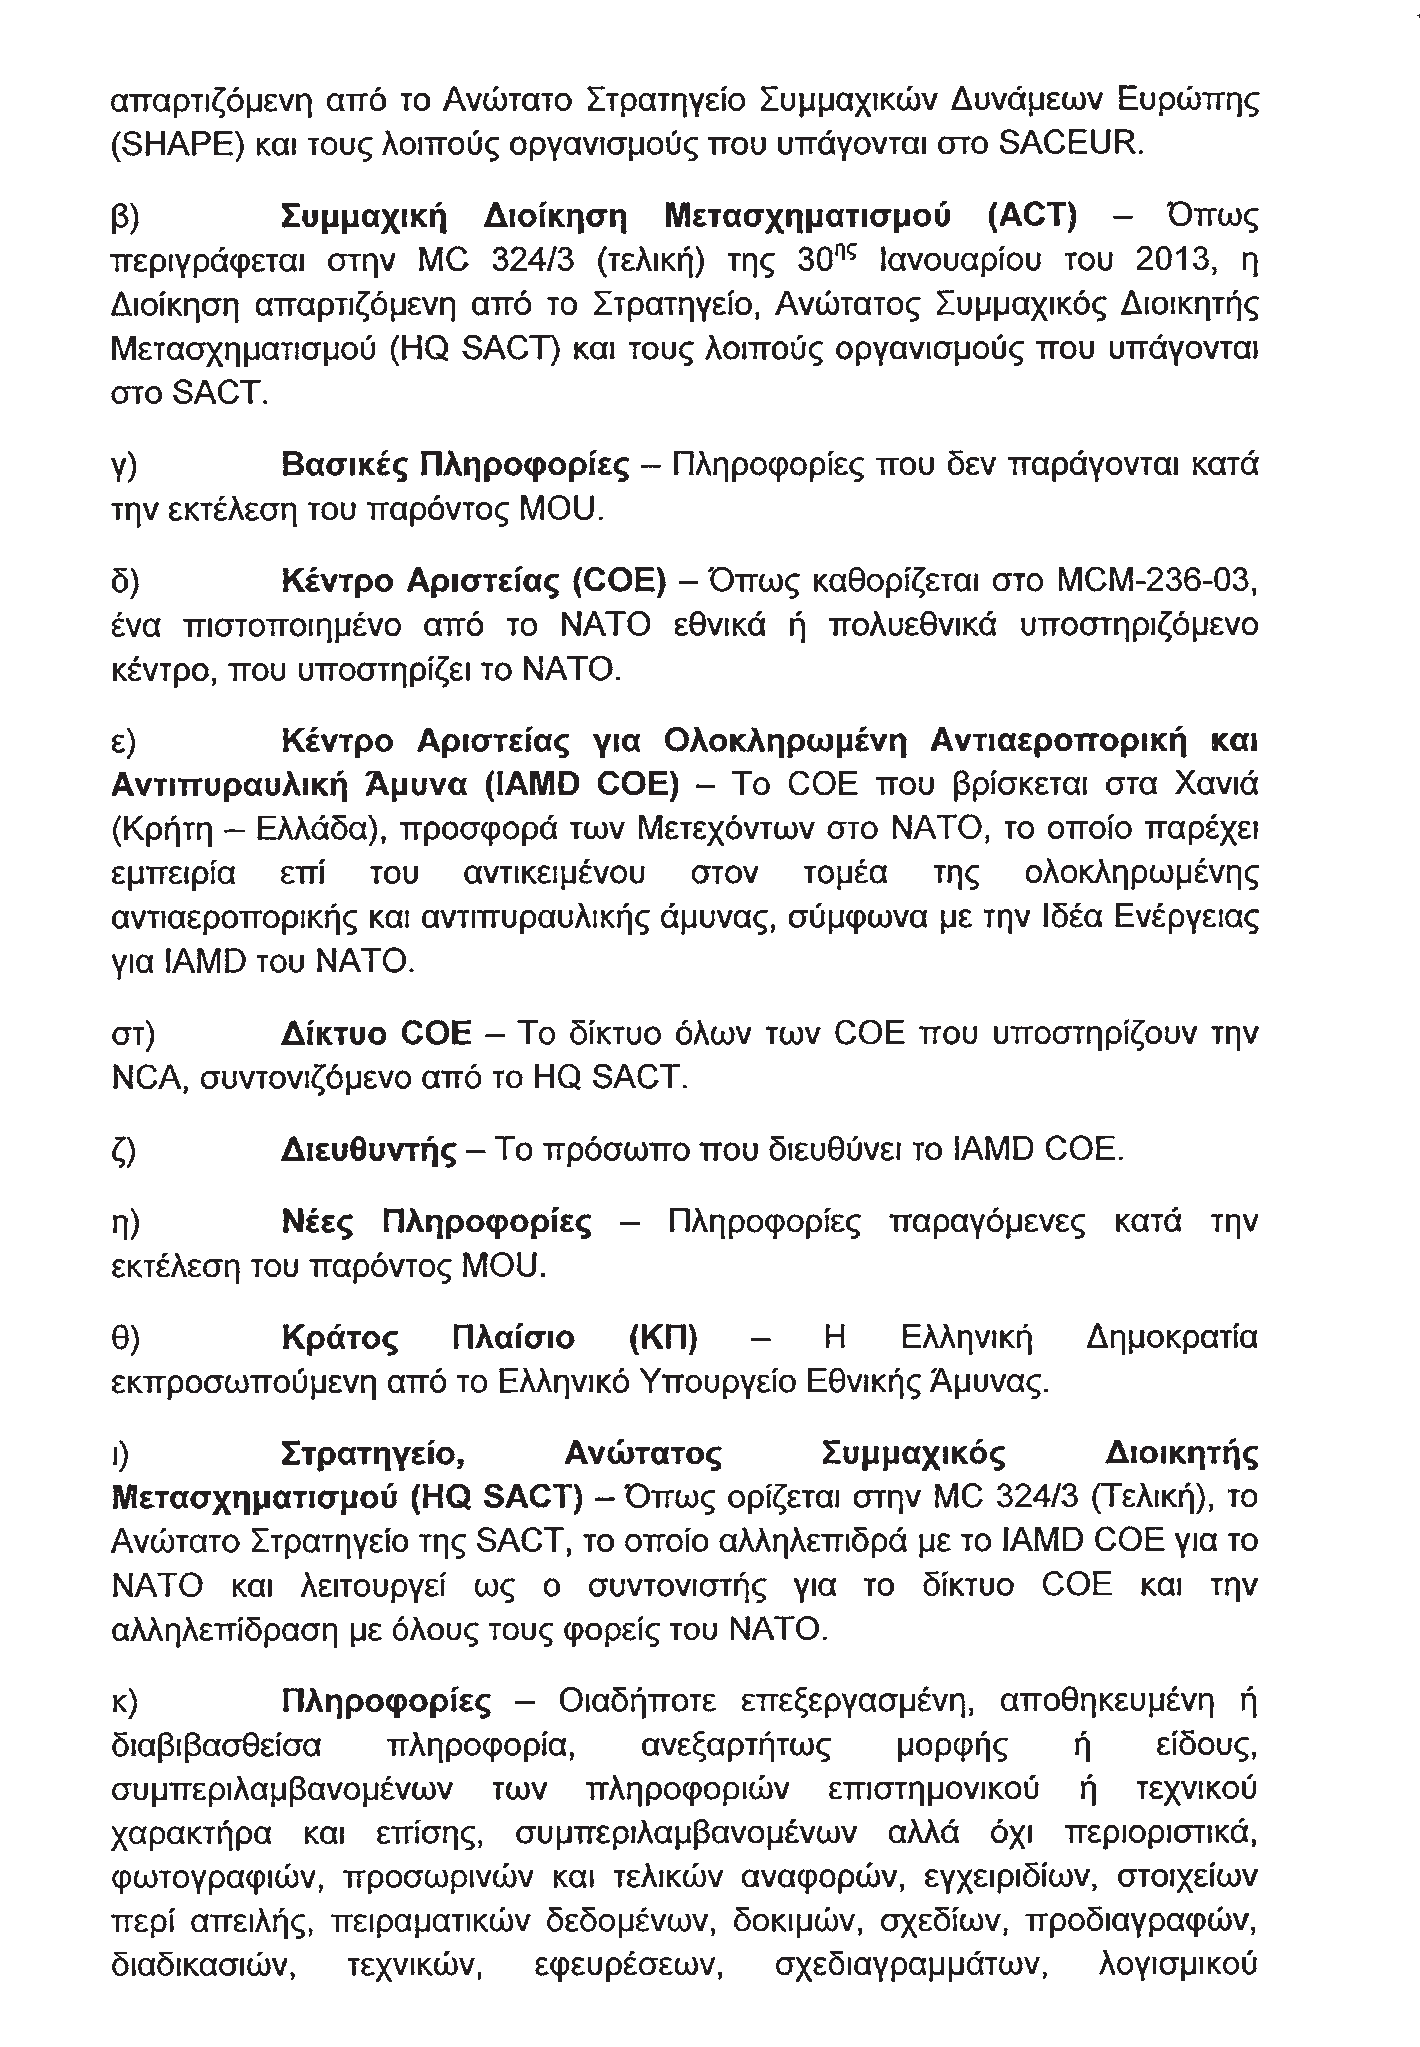 απαρτιζόμενη από το Ανώτατο Στρατηγείο Συμμαχικών Δυνάμεων Ευρώπης
(SHAPE) και τους λοιπούς οργανισμούς που υπάγονται στο SACEUR.
β) Συμμαχική Διοίκηση Μετασχηματισμού (ACT) – Όπως
περιγράφεται στην MC 324/3 (τελική) της 30ης Ιανουαρίου του 2013, η
Διοίκηση απαρτιζόμενη από το Στρατηγείο, Ανώτατος Συμμαχικός Διοικητής
Μετασχηματισμού (HQ SACT) και τους λοιπούς οργανισμούς που υπάγονται
στο SACT.
γ) Βασικές Πληροφορίες – Πληροφορίες που δεν παράγονται κατά
την εκτέλεση του παρόντος MOU.
δ) Κέντρο Αριστείας (COE) – Όπως καθορίζεται στο MCM-236-03,
ένα πιστοποιημένο από το ΝΑΤΟ εθνικά ή πολυεθνικά υποστηριζόμενο
κέντρο, που υποστηρίζει το ΝΑΤΟ.
ε) Κέντρο Αριστείας για Ολοκληρωμένη Αντιαεροπορική και
Αντιπυραυλική Άμυνα (IAMD COE) – Το COE που βρίσκεται στα Χανιά
(Κρήτη – Ελλάδα), προσφορά των Μετεχόντων στο ΝΑΤΟ, το οποίο παρέχει
εμπειρία επί του αντικειμένου στον τομέα της ολοκληρωμένης
αντιαεροπορικής και αντιπυραυλικής άμυνας, σύμφωνα με την Ιδέα Ενέργειας
για IAMD του ΝΑΤΟ.
στ) Δίκτυο COE – Το δίκτυο όλων των COE που υποστηρίζουν την
NCA, συντονιζόμενο από το HQ SACT.
ζ) Διευθυντής – Το πρόσωπο που διευθύνει το IAMD COE.
η) Νέες Πληροφορίες – Πληροφορίες παραγόμενες κατά την
εκτέλεση του παρόντος MOU.
θ) Κράτος Πλαίσιο (ΚΠ) – Η Ελληνική Δημοκρατία
εκπροσωπούμενη από το Ελληνικό Υπουργείο Εθνικής Άμυνας.
ι) Στρατηγείο, Ανώτατος Συμμαχικός Διοικητής
Μετασχηματισμού (HQ SACT) – Όπως ορίζεται στην MC 324/3 (Τελική), το
Ανώτατο Στρατηγείο της SACT, το οποίο αλληλεπιδρά με το IAMD COE για το
ΝΑΤΟ και λειτουργεί ως ο συντονιστής για το δίκτυο COE και την
αλληλεπίδραση με όλους τους φορείς του ΝΑΤΟ.
κ) Πληροφορίες – Οιαδήποτε επεξεργασμένη, αποθηκευμένη ή
διαβιβασθείσα πληροφορία, ανεξαρτήτως μορφής ή είδους,
συμπεριλαμβανομένων των πληροφοριών επιστημονικού ή τεχνικού
χαρακτήρα και επίσης, συμπεριλαμβανομένων αλλά όχι περιοριστικά,
φωτογραφιών, προσωρινών και τελικών αναφορών, εγχειριδίων, στοιχείων
περί απειλής, πειραματικών δεδομένων, δοκιμών, σχεδίων, προδιαγραφών,
διαδικασιών, τεχνικών, εφευρέσεων, σχεδιαγραμμάτων, λογισμικού